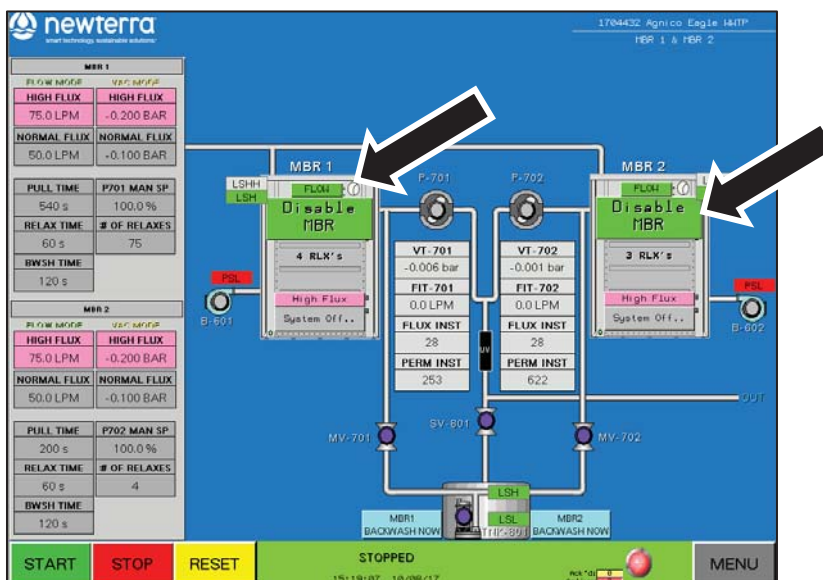 newterra
smart technology. sustainable solutions.
1704432 Agnico Eagle WWTP
MBR 1 & MBR 2
MBR 1
FLOW MODE VAC MODE
HIGH FLUX HIGH FLUX
75.0 LPM -0.200 BAR
NORMAL FLUX NORMAL FLUX
50.0 LPM -0.100 BAR
PULL TIME P701 MAN SP
540 s 100.0 %
RELAX TIME # OF RELAXES
60 s 75
BWSH TIME
120 s
MBR 2
FLOW MODE VAC MODE
HIGH FLUX HIGH FLUX
75.0 LPM -0.200 BAR
NORMAL FLUX NORMAL FLUX
50.0 LPM -0.100 BAR
PULL TIME P702 MAN SP
200 s 100.0 %
RELAX TIME # OF RELAXES
60 s 4
BWSH TIME
120 s
MBR 1
LSHH
LSH
FLOW
Disable
MBR
4 RLX's
High Flux
System Off..
PSL
B-601
P-701 P-702
VT-701 VT-702
-0.006 bar -0.001 bar
FIT-701 FIT-702
0.0 LPM 0.0 LPM
FLUX INST FLUX INST
28 28
PERM INST PERM INST
253 622
UV
MBR 2
FLOW
Disable
MBR
3 RLX's
High Flux
System Off..
PSL
B-602
OUT
MV-701 SV-801 MV-702
LSH
LSL
TNK-801
MBR1
BACKWASH NOW
MBR2
BACKWASH NOW
START STOP RESET STOPPED MENU
15:19:07 10/08/17